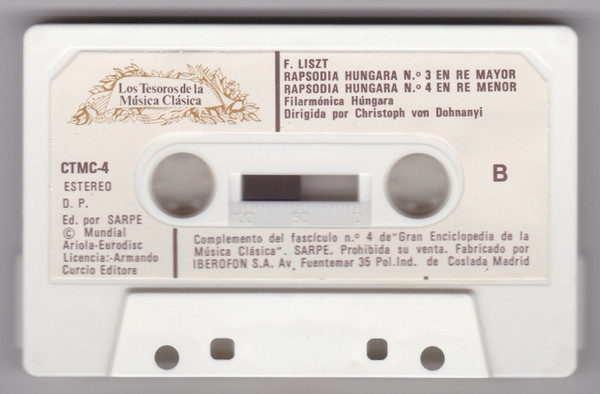 Los Tesoros de la
Música Clásica
F. LISZT
RAPSODIA HUNGARA N.º 3 EN RE MAYOR
RAPSODIA HUNGARA N.º 4 EN RE MENOR
Filarmónica Húngara
Dirigida por Christoph von Dohnanyi
CTMC-4
ESTEREO
D. P.
Ed. por SARPE
© Mundial
Ariola-Eurodisc
Licencia:-Armando
Curcio Editore
B
100 50 0
Complemento del fascículo n.º 4 de "Gran Enciclopedia de la
Música Clásica". SARPE. Prohibida su venta. Fabricado por
IBEROFON S.A. Av. Fuentemar 35 Pol.Ind. de Coslada Madrid